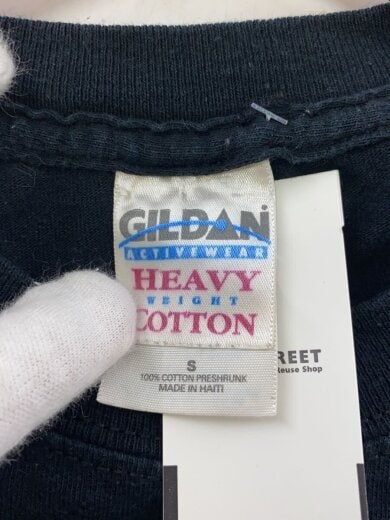 GILDAN
ACTIVEWEAR
HEAVY
WEIGHT
COTTON
S
100% COTTON PRESHRUNK
MADE IN HAITI
REET
Reuse Shop